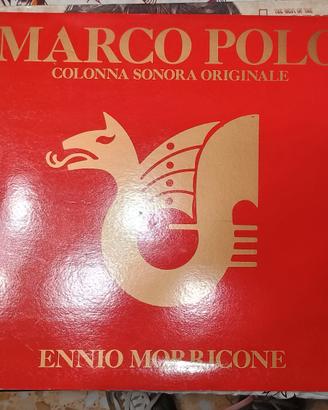 MARCO POLO
COLONNA SONORA ORIGINALE
ENNIO MORRICONE